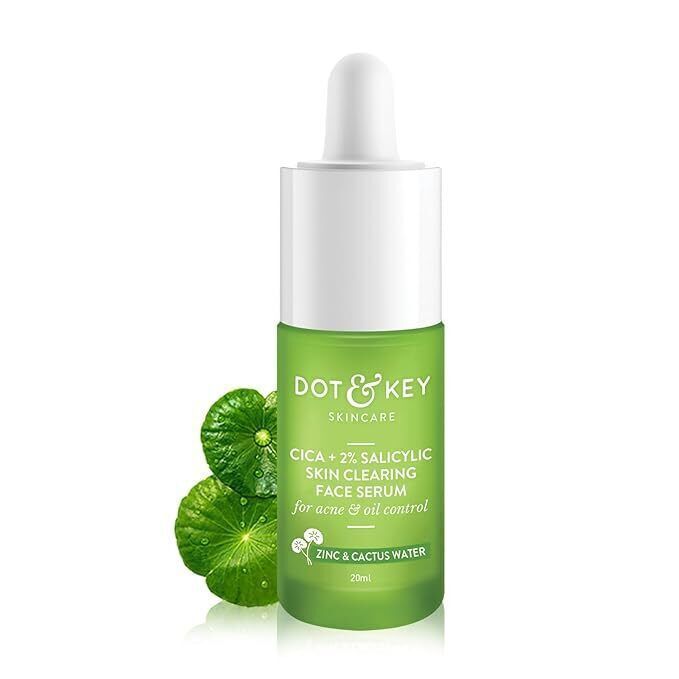 DOT & KEY
SKINCARE
CICA + 2% SALICYLIC
SKIN CLEARING
FACE SERUM
for acne & oil control
ZINC & CACTUS WATER
20ml